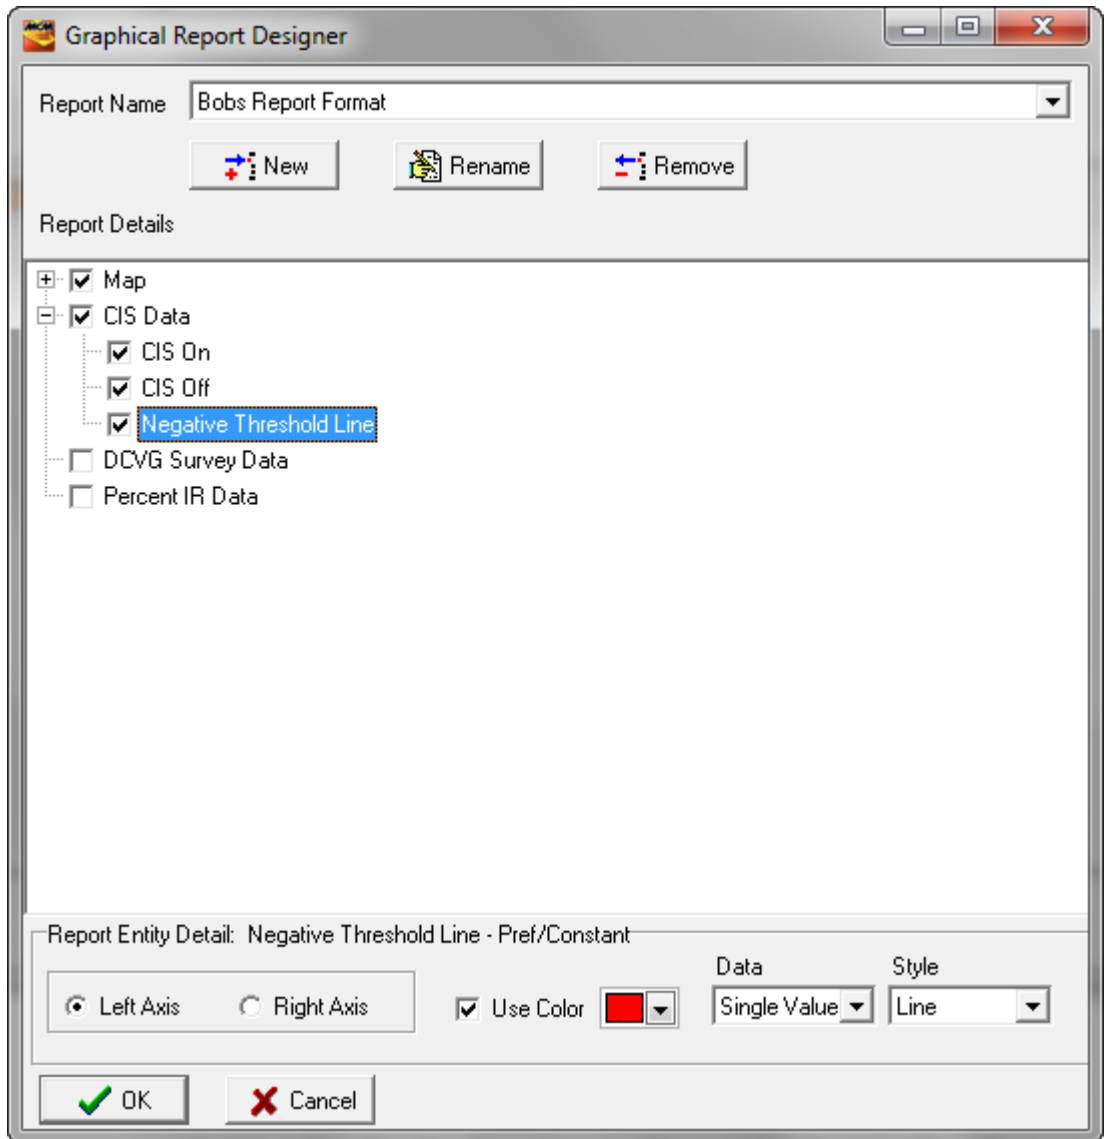 MCM
Graphical Report Designer
Report Name
Bobs Report Format
New
Rename
Remove
Report Details
Map
CIS Data
CIS On
CIS Off
Negative Threshold Line
DCVG Survey Data
Percent IR Data
Report Entity Detail: Negative Threshold Line - Pref/Constant
Left Axis
Right Axis
Use Color
Data
Single Value
Style
Line
OK
Cancel